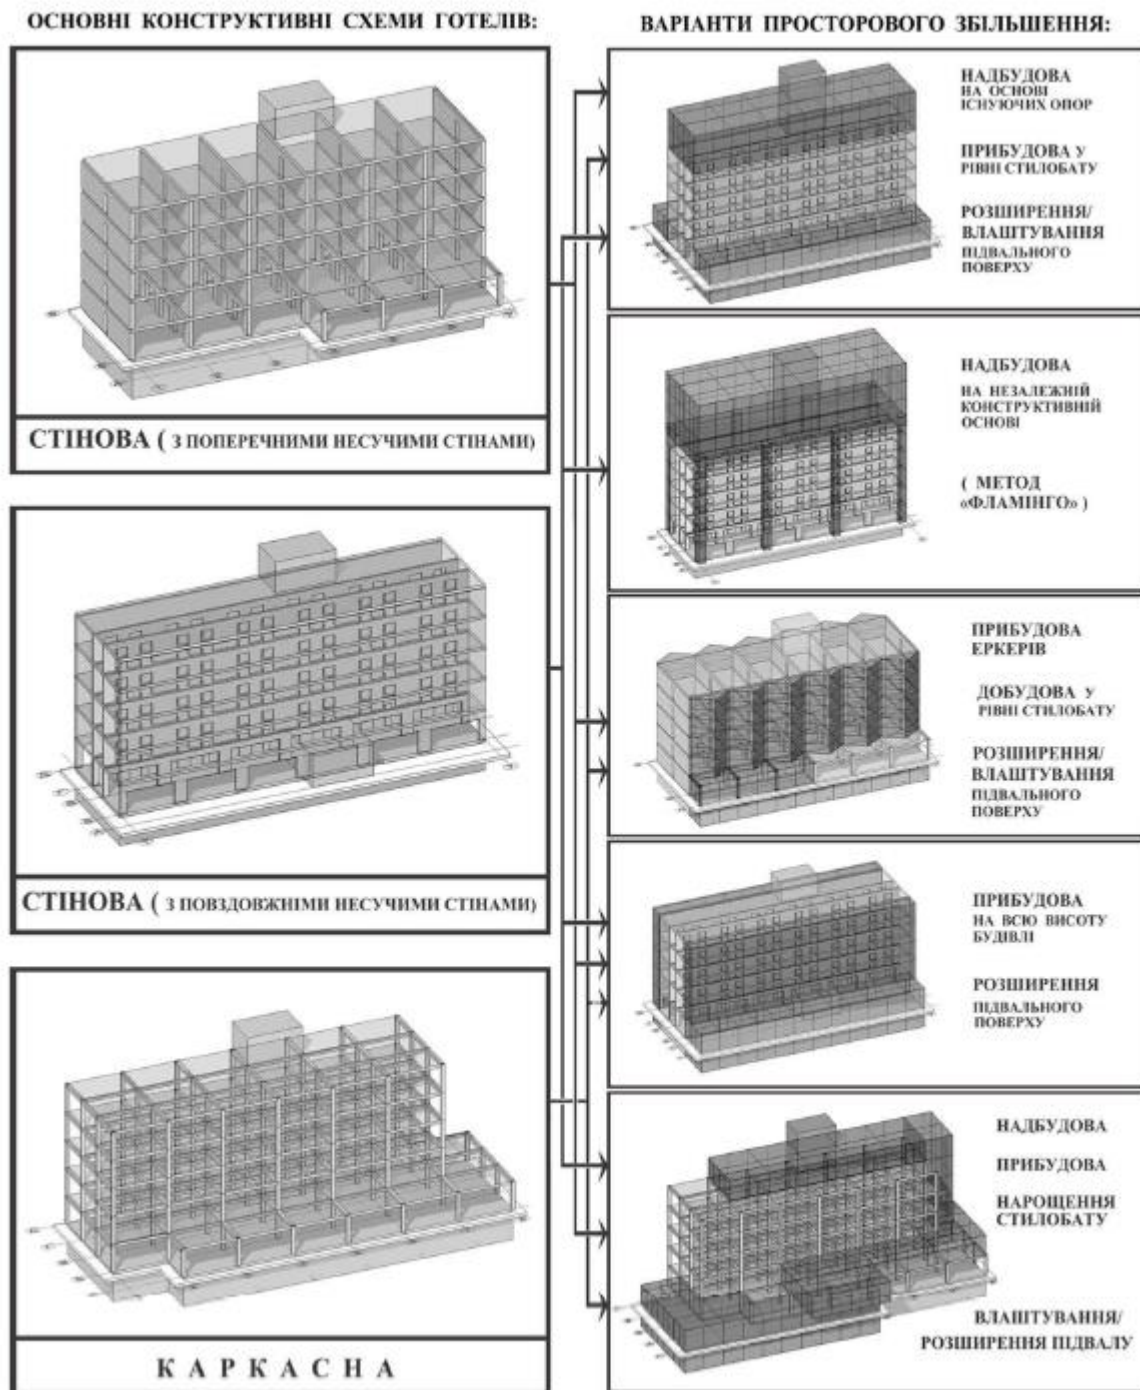 ОСНОВНІ КОНСТРУКТИВНІ СХЕМИ ГОТЕЛІВ:
СТІНОВА ( З ПОПЕРЕЧНИМИ НЕСУЧИМИ СТІНАМИ)
СТІНОВА ( З ПОВЗДОВЖНІМИ НЕСУЧИМИ СТІНАМИ)
КАРКАСНА
ВАРІАНТИ ПРОСТОРОВОГО ЗБІЛЬШЕННЯ:
НАДБУДОВА
НА ОСНОВІ
ІСНУЮЧИХ ОПОР
ПРИБУДОВА У
РІВНІ СТИЛОБАТУ
РОЗШИРЕННЯ/
ВЛАШТУВАННЯ
ПІДВАЛЬНОГО
ПОВЕРХУ
НАДБУДОВА
НА НЕЗАЛЕЖНІЙ
КОНСТРУКТИВНІЙ
ОСНОВІ
( МЕТОД
«ФЛАМІНГО» )
ПРИБУДОВА
ЕРКЕРІВ
ДОБУДОВА У
РІВНІ СТИЛОБАТУ
РОЗШИРЕННЯ/
ВЛАШТУВАННЯ
ПІДВАЛЬНОГО
ПОВЕРХУ
ПРИБУДОВА
НА ВСЮ ВИСОТУ
БУДІВЛІ
РОЗШИРЕННЯ
ПІДВАЛЬНОГО
ПОВЕРХУ
НАДБУДОВА
ПРИБУДОВА
НАРОЩЕННЯ
СТИЛОБАТУ
ВЛАШТУВАННЯ/
РОЗШИРЕННЯ ПІДВАЛУ